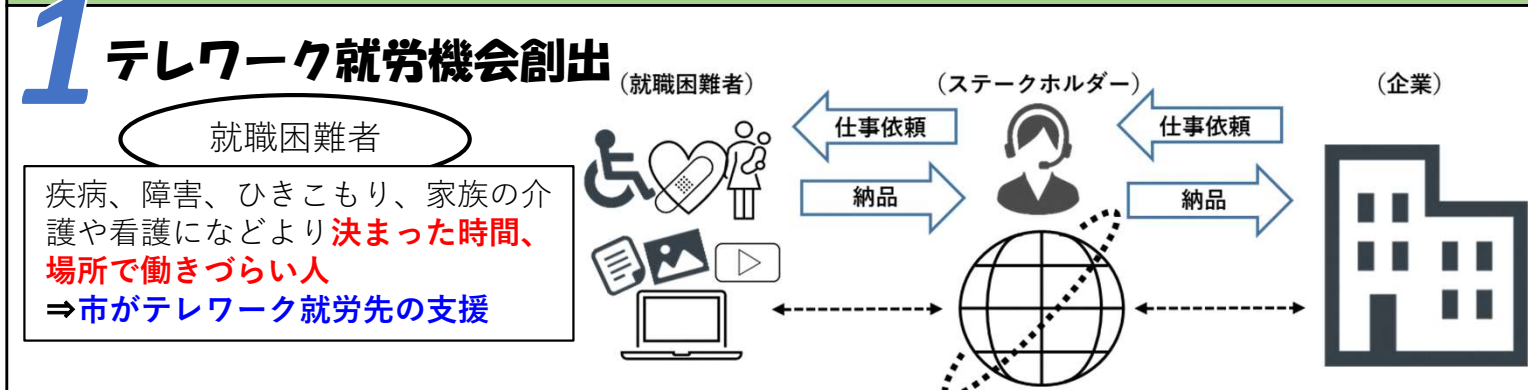 1
テレワーク就労機会創出
就職困難者
疾病、障害、ひきこもり、家族の介
護や看護になどより決まった時間、
場所で働きづらい人
⇒市がテレワーク就労先の支援
（就職困難者）
（ステークホルダー）
（企業）
仕事依頼
仕事依頼
納品
納品